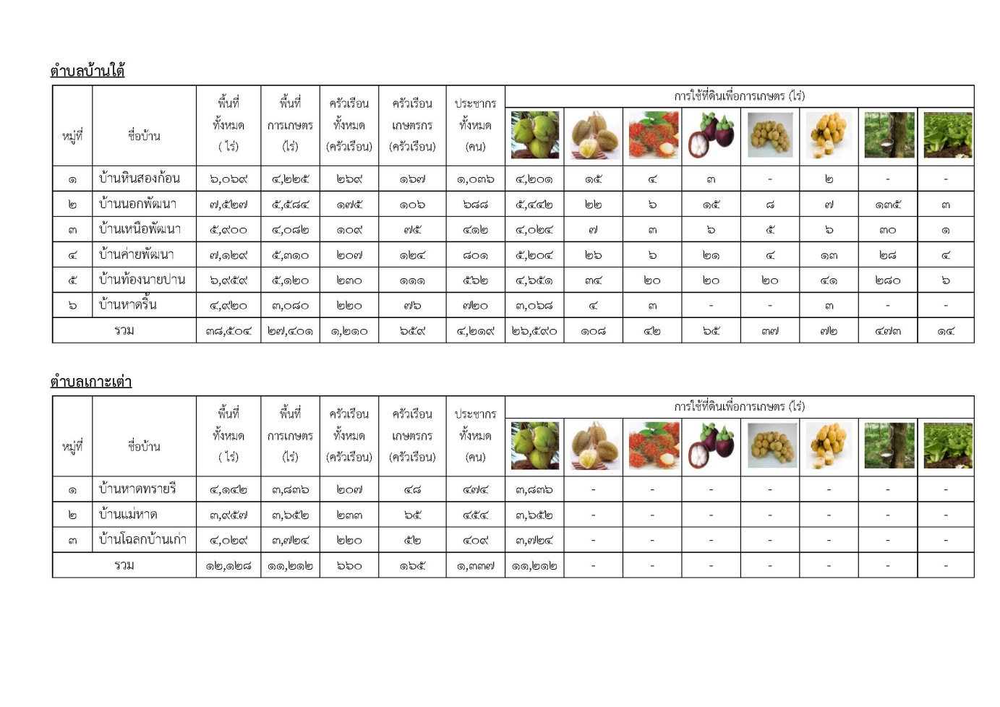 ตำบลบ้านใต้
หมู่ที่ ชื่อบ้าน พื้นที่ทั้งหมด ( ไร่) พื้นที่การเกษตร (ไร่) ครัวเรือนทั้งหมด (ครัวเรือน) ครัวเรือนเกษตรกร (ครัวเรือน) ประชากรทั้งหมด (คน) การใช้ที่ดินเพื่อการเกษตร (ไร่)
๑ บ้านหินสองก้อน ๖,๐๖๙ ๔,๒๒๕ ๒๖๙ ๑๖๗ ๑,๐๓๖ ๔,๒๐๑ ๑๕ ๔ ๓ - ๒ - -
๒ บ้านนอกพัฒนา ๗,๕๒๗ ๕,๕๘๔ ๑๗๕ ๑๐๖ ๖๘๘ ๕,๔๔๒ ๒๒ ๖ ๑๕ ๘ ๗ ๑๓๕ ๓
๓ บ้านเหนือพัฒนา ๕,๙๐๐ ๔,๐๘๒ ๑๐๙ ๗๕ ๔๑๒ ๔,๐๒๔ ๗ ๓ ๖ ๕ ๖ ๓๐ ๑
๔ บ้านค่ายพัฒนา ๗,๑๒๙ ๕,๓๑๐ ๒๐๗ ๑๒๔ ๘๐๑ ๕,๒๐๔ ๒๖ ๖ ๒๑ ๔ ๑๓ ๒๘ ๔
๕ บ้านท้องนายปาน ๖,๙๕๙ ๕,๑๒๐ ๒๓๐ ๑๑๑ ๕๖๒ ๔,๖๕๑ ๓๔ ๒๐ ๒๐ ๒๐ ๔๑ ๒๘๐ ๖
๖ บ้านหาดริ้น ๔,๙๒๐ ๓,๐๘๐ ๒๒๐ ๗๖ ๗๒๐ ๓,๐๖๘ ๔ ๓ - - ๓ - -
รวม ๓๘,๕๐๔ ๒๗,๔๐๑ ๑,๒๑๐ ๖๕๙ ๔,๒๑๙ ๒๖,๕๙๐ ๑๐๘ ๔๒ ๖๕ ๓๗ ๗๒ ๔๗๓ ๑๔
ตำบลเกาะเต่า
หมู่ที่ ชื่อบ้าน พื้นที่ทั้งหมด ( ไร่) พื้นที่การเกษตร (ไร่) ครัวเรือนทั้งหมด (ครัวเรือน) ครัวเรือนเกษตรกร (ครัวเรือน) ประชากรทั้งหมด (คน) การใช้ที่ดินเพื่อการเกษตร (ไร่)
๑ บ้านหาดทรายรี ๔,๑๔๒ ๓,๘๓๖ ๒๐๗ ๔๘ ๔๗๔ ๓,๘๓๖ - - - - - - -
๒ บ้านแม่หาด ๓,๙๕๗ ๓,๖๕๒ ๒๓๓ ๖๕ ๔๕๔ ๓,๖๕๒ - - - - - - -
๓ บ้านโฉลกบ้านเก่า ๔,๐๒๙ ๓,๗๒๔ ๒๒๐ ๕๒ ๔๐๙ ๓,๗๒๔ - - - - - - -
รวม ๑๒,๑๒๘ ๑๑,๒๑๒ ๖๖๐ ๑๖๕ ๑,๓๓๗ ๑๑,๒๑๒ - - - - - - -